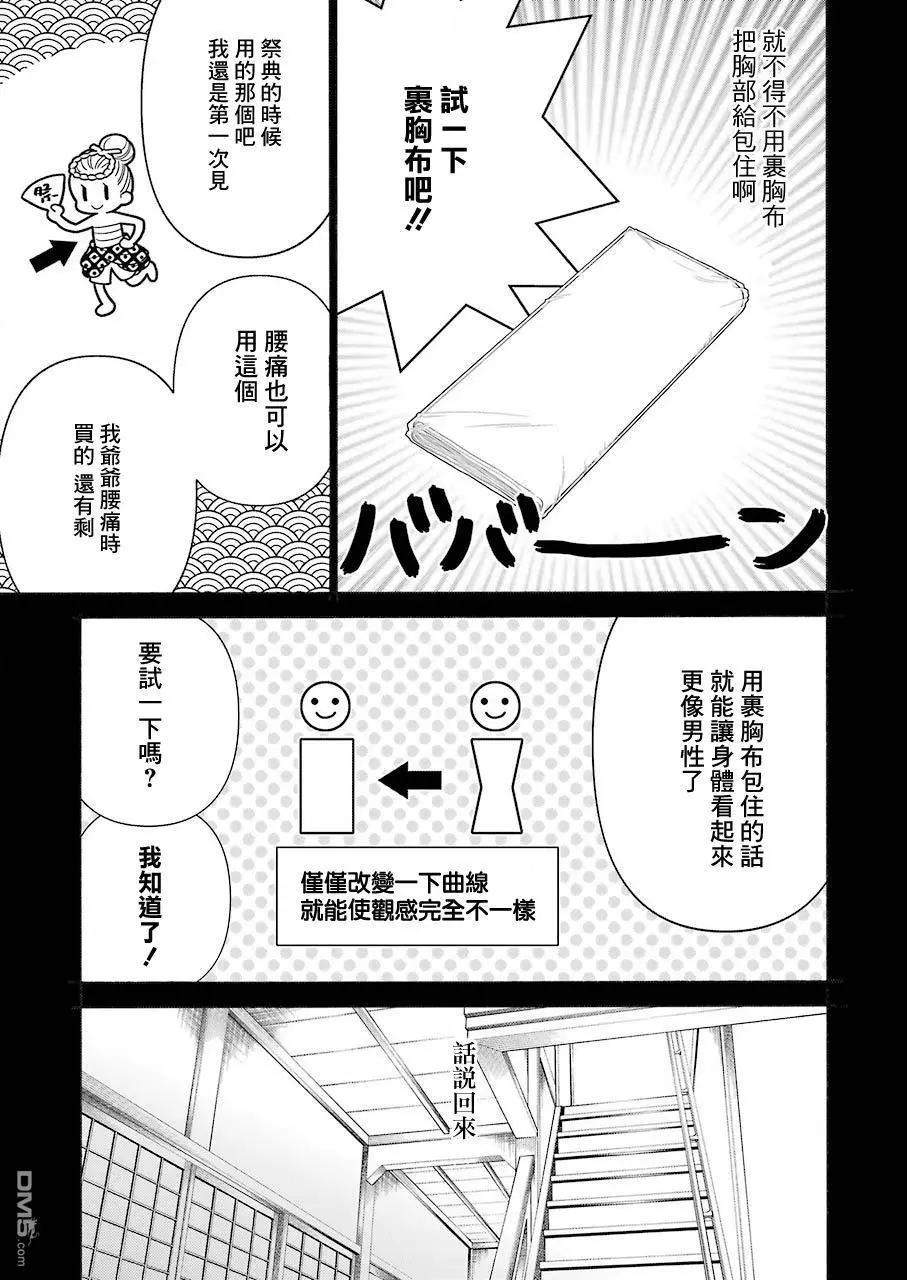 就不得不用裹胸布
把胸部給包住啊
試一下
裹胸布吧!!
ババーン
祭典的時候
用的那個吧
我還是第一次見
祭
腰痛也可以
用這個
我爺爺腰痛時
買的 還有剩
用裹胸布包住的話
就能讓身體看起來
更像男性了
僅僅改變一下曲線
就能使觀感完全不一樣
要試一下嗎?
我知道了!
話說回來
DM5.com